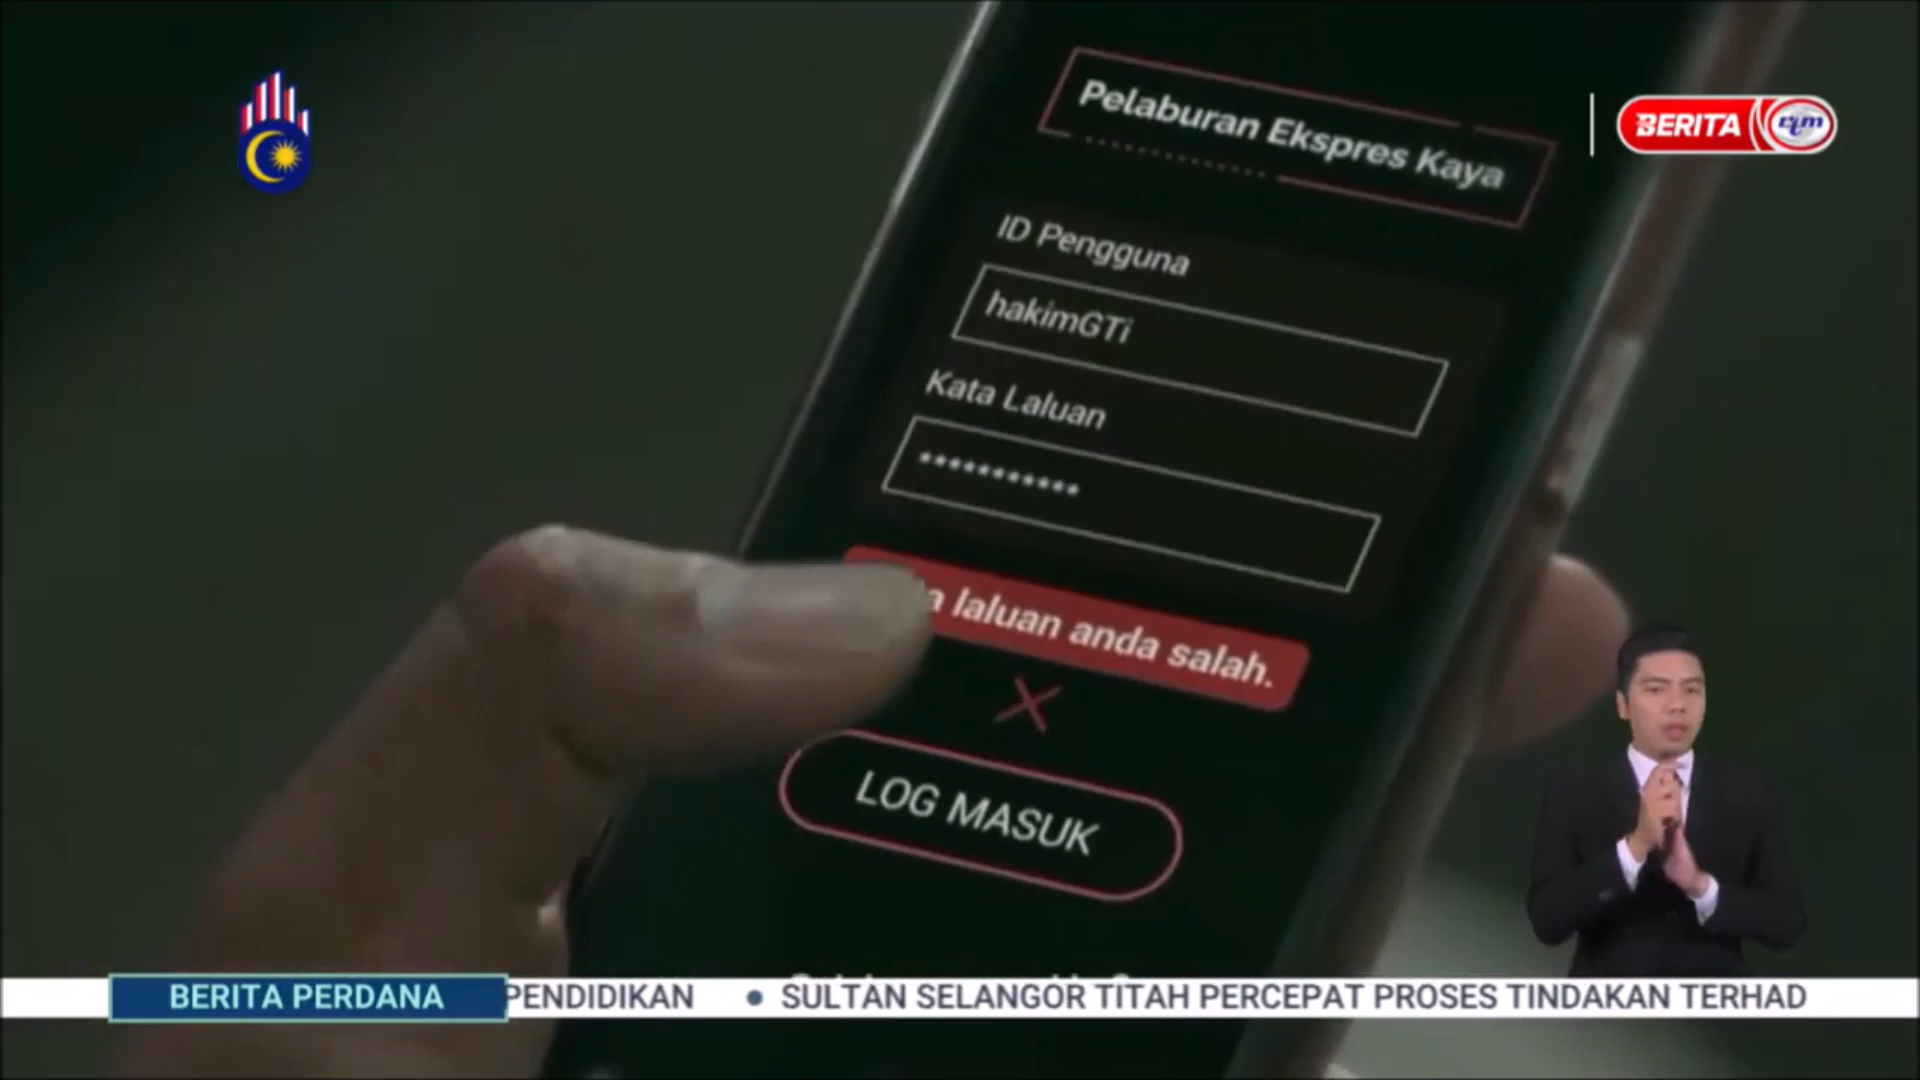 BERITA rtm
Pelaburan Ekspres Kaya
ID Pengguna
hakimGTi
Kata Laluan
***********
laluan anda salah.
LOG MASUK
BERITA PERDANA
PENDIDIKAN • SULTAN SELANGOR TITAH PERCEPAT PROSES TINDAKAN TERHAD